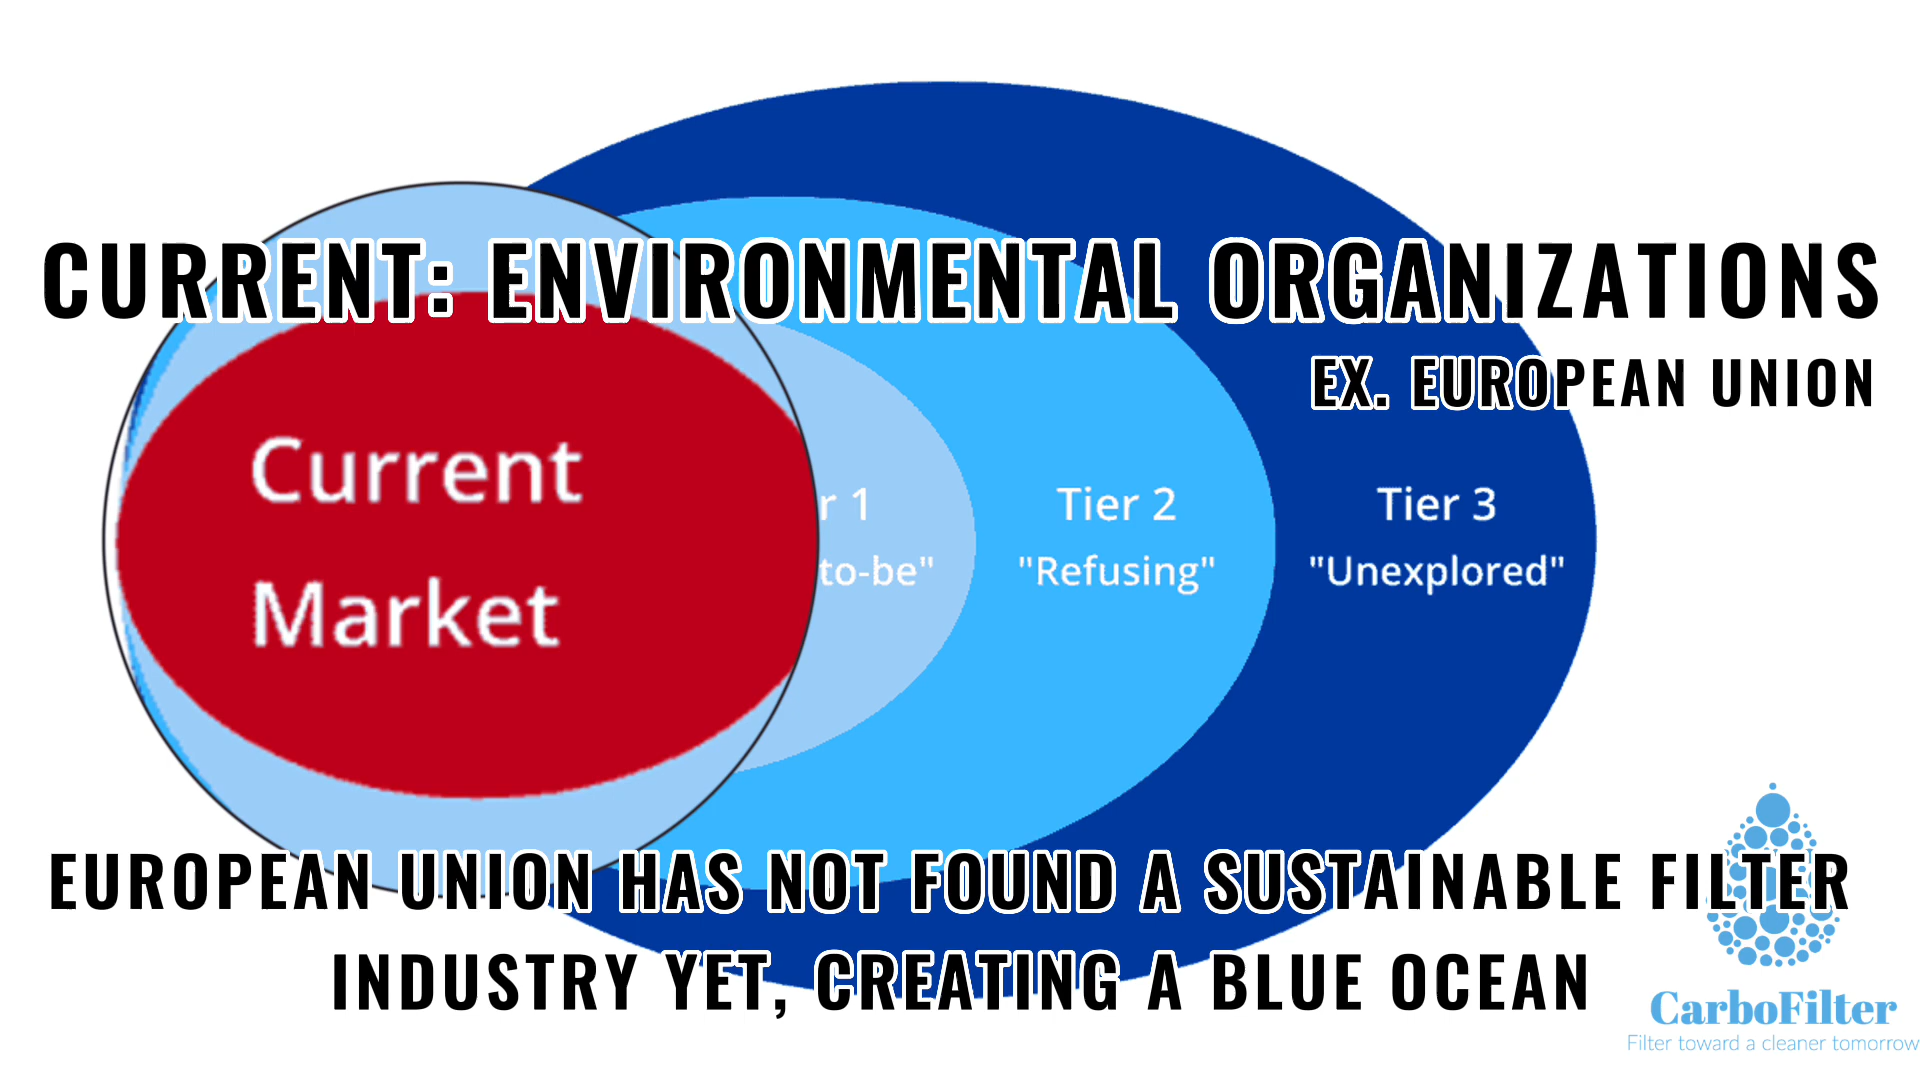 CURRENT: ENVIRONMENTAL ORGANIZATIONS
EX. EUROPEAN UNION
Current
Market
r 1
to-be"
Tier 2
"Refusing"
Tier 3
"Unexplored"
EUROPEAN UNION HAS NOT FOUND A SUSTAINABLE FILTER
INDUSTRY YET, CREATING A BLUE OCEAN
CarboFilter
Filter toward a cleaner tomorrow